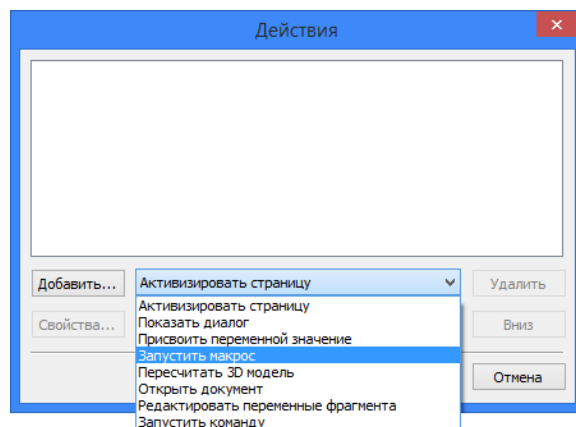 Действия
Добавить...
Активизировать страницу
Удалить
Свойства...
Активизировать страницу
Показать диалог
Присвоить переменной значение
Запустить макрос
Пересчитать 3D модель
Открыть документ
Редактировать переменные фрагмента
Запустить команду
Вниз
Отмена